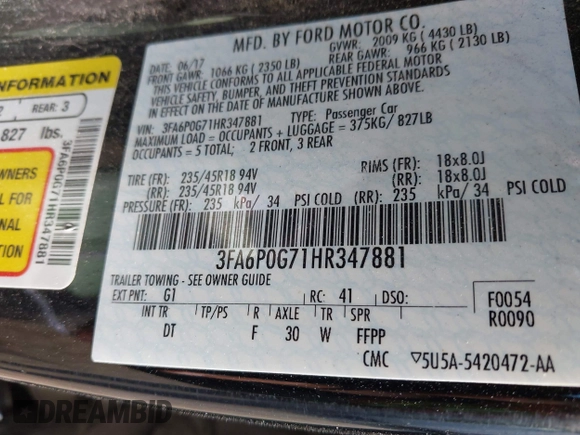 MFD. BY FORD MOTOR CO.
DATE: 06/17 GVWR: 2009 KG ( 4430 LB)
FRONT GAWR: 1066 KG ( 2350 LB) REAR GAWR: 966 KG ( 2130 LB)
THIS VEHICLE CONFORMS TO ALL APPLICABLE FEDERAL MOTOR
VEHICLE SAFETY, BUMPER, AND THEFT PREVENTION STANDARDS
IN EFFECT ON THE DATE OF MANUFACTURE SHOWN ABOVE.
VIN: 3FA6P0G71HR347881 TYPE: Passenger Car
MAXIMUM LOAD = OCCUPANTS + LUGGAGE = 375KG/ 827LB
OCCUPANTS = 5 TOTAL; 2 FRONT, 3 REAR
TIRE (FR): 235/45R18 94V RIMS (FR): 18x8.0J
(RR): 235/45R18 94V (RR): 18x8.0J
PRESSURE (FR): 235 kPa/ 34 PSI COLD (RR): 235 kPa/ 34 PSI COLD
3FA6P0G71HR347881
TRAILER TOWING - SEE OWNER GUIDE
EXT PNT: G1 RC: 41 DSO:
F0054
R0090
INT TR TP/PS R AXLE TR SPR
DT F 30 W FFPP
CMC ▽5U5A-5420472-AA
INFORMATION
2 REAR: 3
827 lbs.
OWNERS
L FOR
ONAL
TION
3FA6P0G71HR347881
DREAMBID